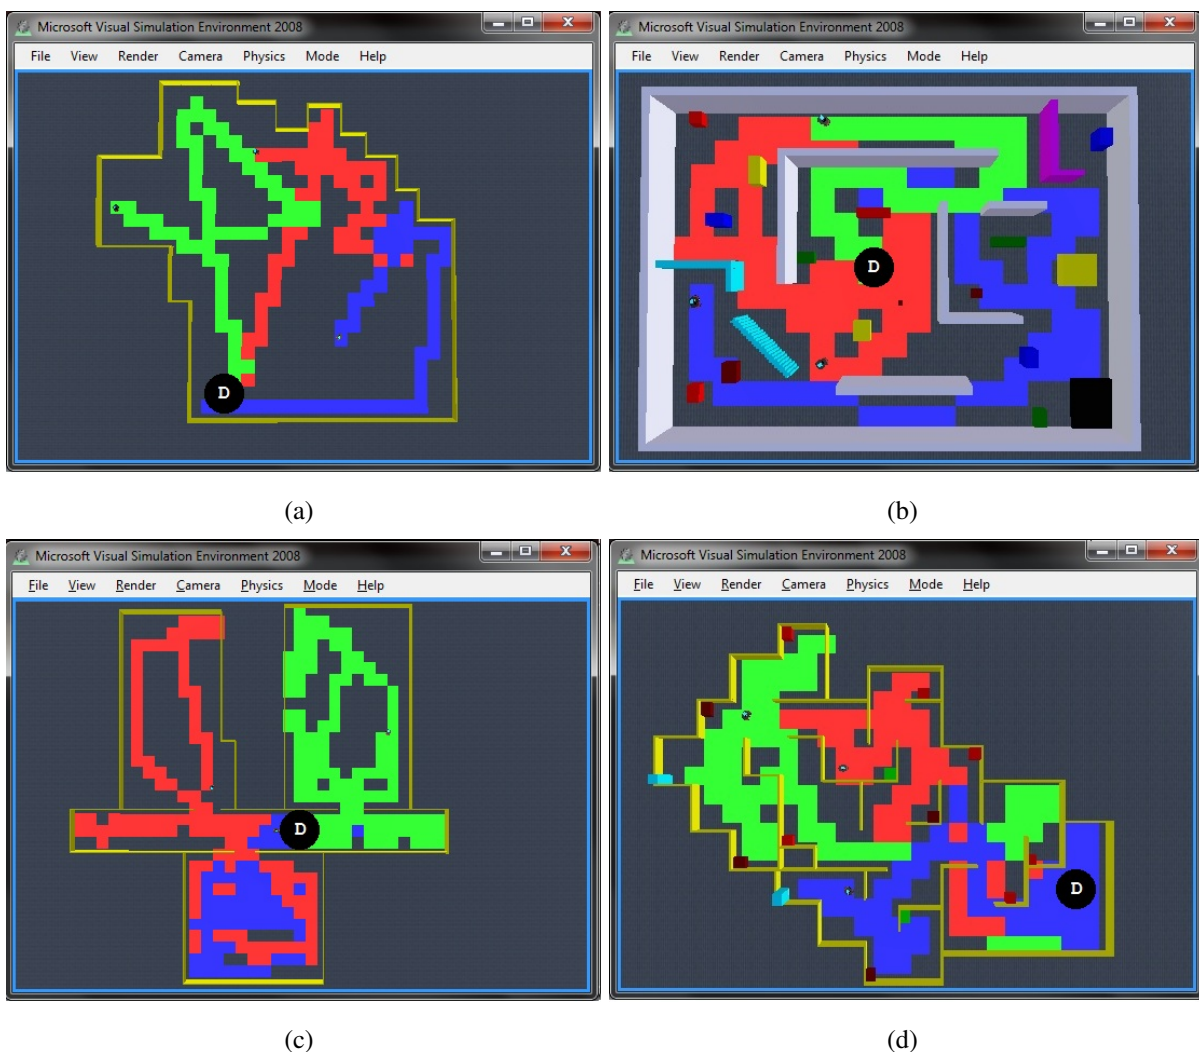 Microsoft Visual Simulation Environment 2008
File View Render Camera Physics Mode Help
D
(a)
Microsoft Visual Simulation Environment 2008
File View Render Camera Physics Mode Help
D
(b)
Microsoft Visual Simulation Environment 2008
File View Render Camera Physics Mode Help
D
(c)
Microsoft Visual Simulation Environment 2008
File View Render Camera Physics Mode Help
D
(d)